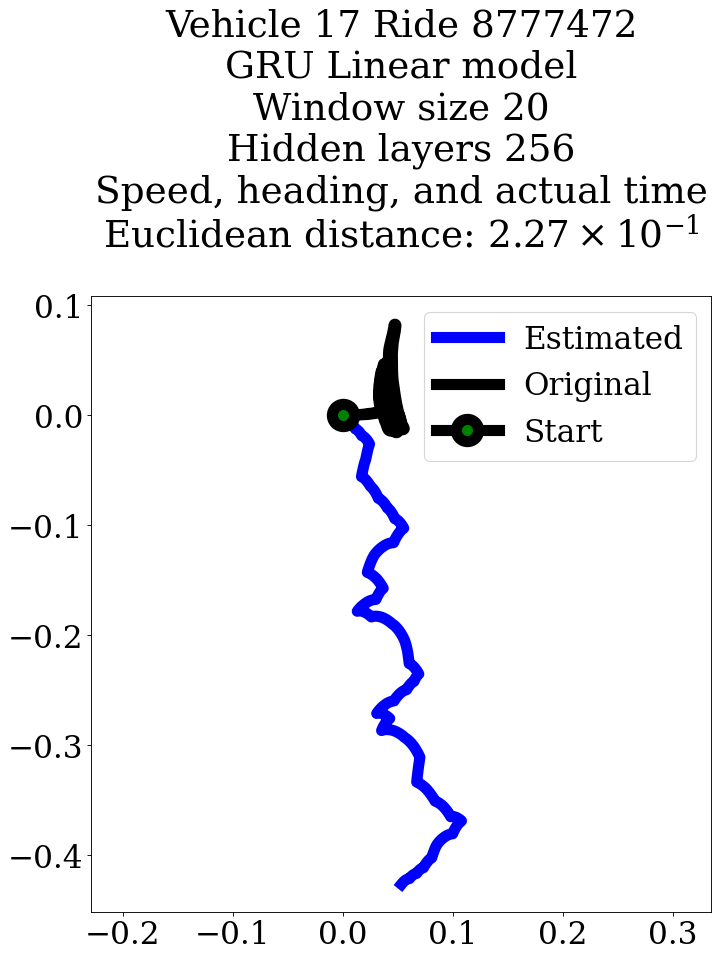 Vehicle 17 Ride 8777472
GRU Linear model
Window size 20
Hidden layers 256
Speed, heading, and actual time
Euclidean distance: 2.27 × 10⁻¹
Estimated
Original
Start
0.1
0.0
−0.1
−0.2
−0.3
−0.4
−0.2 −0.1 0.0 0.1 0.2 0.3